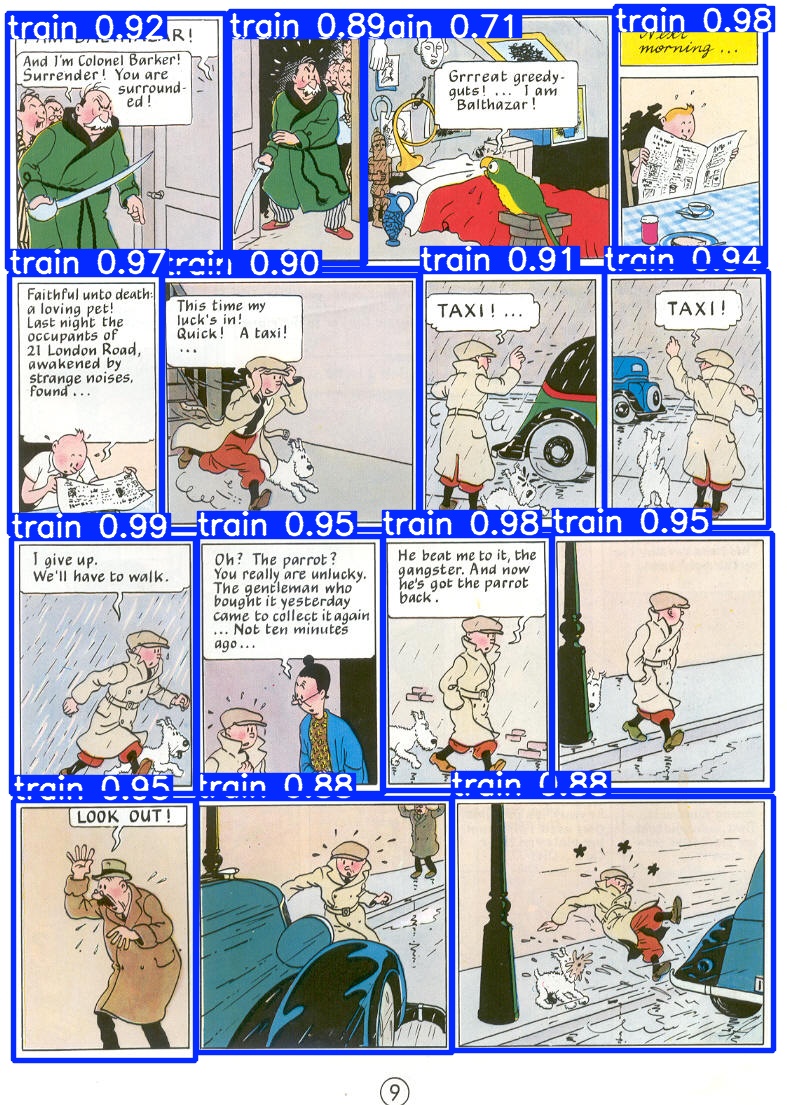 train 0.92
train 0.89
ain 0.71
train 0.98
BALTHAZAR!
And I'm Colonel Barker!
Surrender! You are
surround-
ed!
Grrreat greedy-
guts! ... I am
Balthazar!
Next
morning ...
train 0.97
train 0.90
train 0.91
train 0.94
Faithful unto death:
a loving pet!
Last night the
occupants of
21 London Road,
awakened by
strange noises,
found ...
This time my
luck's in!
Quick! A taxi!
...
TAXI! ...
TAXI!
train 0.99
train 0.95
train 0.98
train 0.95
I give up.
We'll have to walk.
Oh? The parrot?
You really are unlucky.
The gentleman who
bought it yesterday
came to collect it again
... Not ten minutes
ago...
He beat me to it, the
gangster. And now
he's got the parrot
back.
train 0.95
train 0.88
train 0.88
LOOK OUT!
9